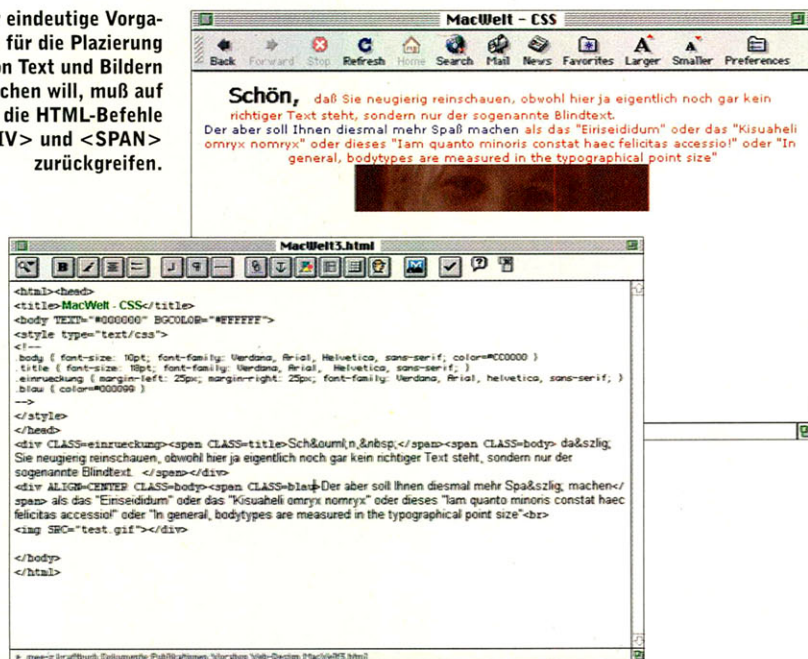 eindeutige Vorga-
für die Plazierung
on Text und Bildern
chen will, muß auf
die HTML-Befehle
IV> und <SPAN>
zurückgreifen.
MacWelt - CSS
Back Forward Stop Refresh Home Search Mail News Favorites Larger Smaller Preferences
Schön, daß Sie neugierig reinschauen, obwohl hier ja eigentlich noch gar kein
richtiger Text steht, sondern nur der sogenannte Blindtext.
Der aber soll Ihnen diesmal mehr Spaß machen als das "Eiriseididum" oder das "Kisuaheli
omryx nomryx" oder dieses "Iam quanto minoris constat haec felicitas accessio!" oder "In
general, bodytypes are measured in the typographical point size"
MacWelt3.html
<html><head>
<title>MacWelt - CSS</title>
<body TEXT="#000000" BGCOLOR="#FFFFFF">
<style type="text/css">
<!--
.body { font-size: 10pt; font-family: Verdana, Arial, Helvetica, sans-serif; color=#CC0000 }
.title { font-size: 18pt; font-family: Verdana, Arial, Helvetica, sans-serif; }
.einrueckung { margin-left: 25px; margin-right: 25px; font-family: Verdana, Arial, helvetica, sans-serif; }
.blau { color=#000099 }
-->
</style>
</head>
<div CLASS=einrueckung><span CLASS=title>Sch&ouml;n,&nbsp;</span><span CLASS=body> da&szlig;
Sie neugierig reinschauen, obwohl hier ja eigentlich noch gar kein richtiger Text steht, sondern nur der
sogenannte Blindtext. </span></div>
<div ALIGN=CENTER CLASS=body><span CLASS=blau>Der aber soll Ihnen diesmal mehr Spa&szlig; machen</
span> als das "Eiriseididum" oder das "Kisuaheli omryx nomryx" oder dieses "Iam quanto minoris constat haec
felicitas accessio!" oder "In general, bodytypes are measured in the typographical point size"<br>
<img SRC="test.gif"></div>
</body>
</html>